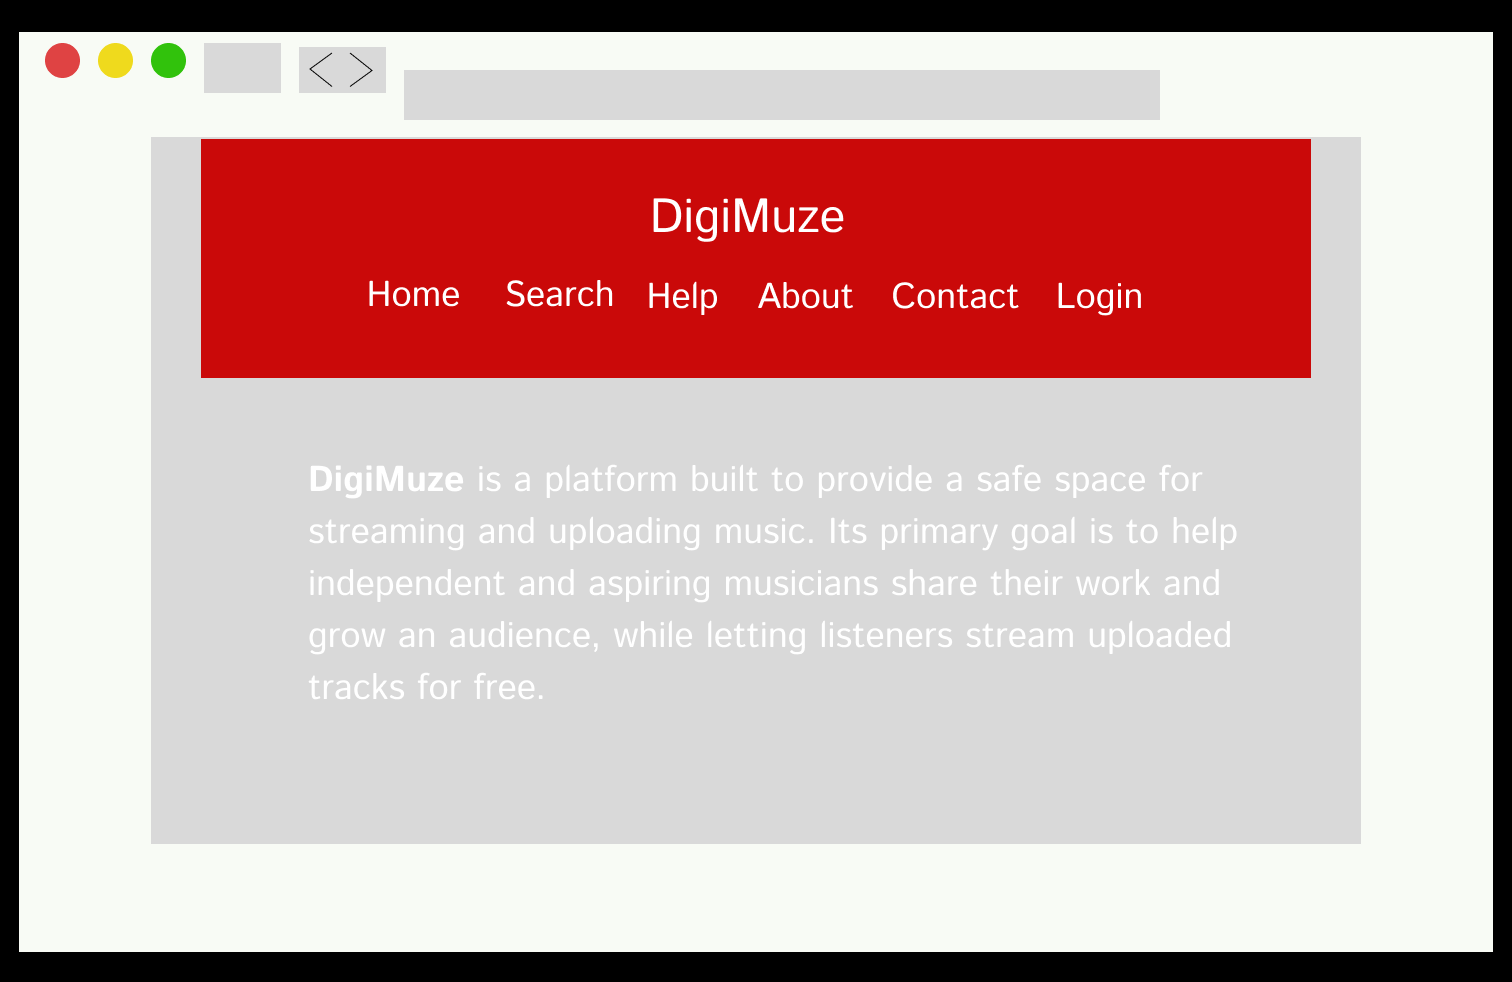 DigiMuze
Home Search Help About Contact Login
DigiMuze is a platform built to provide a safe space for
streaming and uploading music. Its primary goal is to help
independent and aspiring musicians share their work and
grow an audience, while letting listeners stream uploaded
tracks for free.